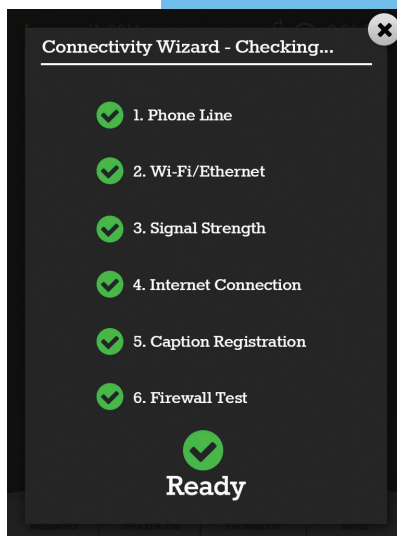 Connectivity Wizard - Checking...
1. Phone Line
2. Wi-Fi/Ethernet
3. Signal Strength
4. Internet Connection
5. Caption Registration
6. Firewall Test
Ready